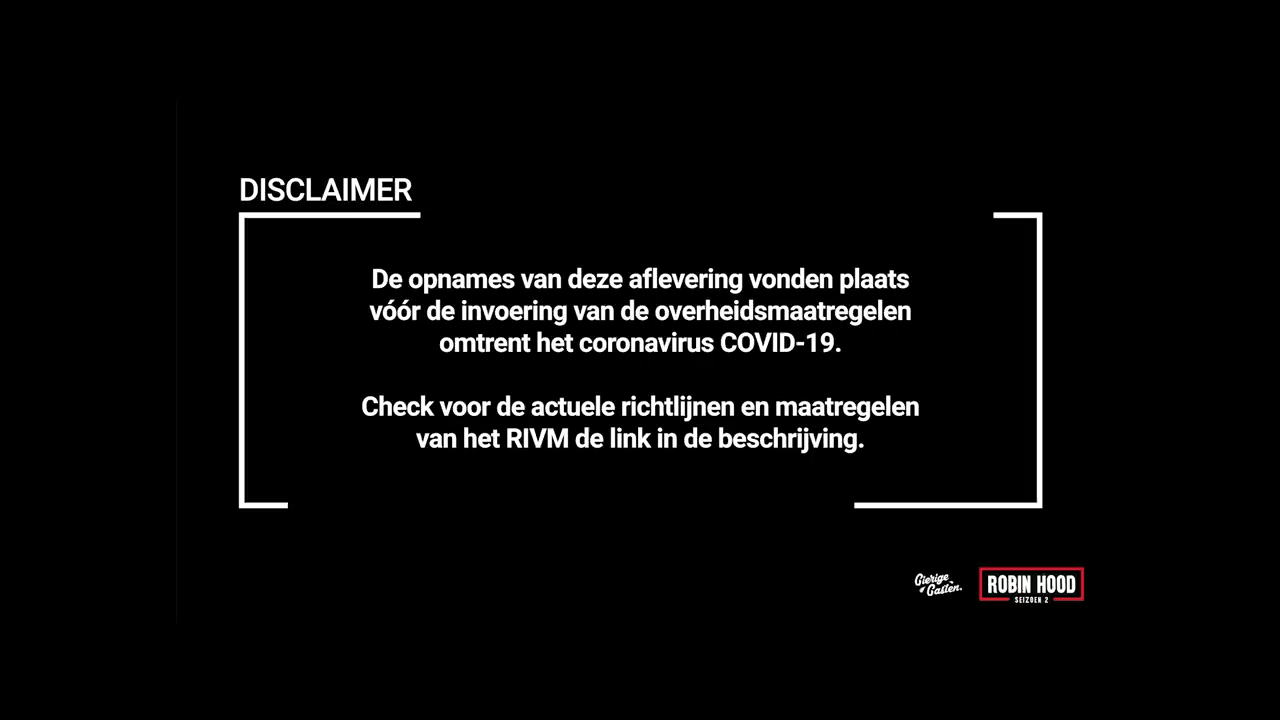 DISCLAIMER
De opnames van deze aflevering vonden plaats
vóór de invoering van de overheidsmaatregelen
omtrent het coronavirus COVID-19.
Check voor de actuele richtlijnen en maatregelen
van het RIVM de link in de beschrijving.
Gierige
Gasten.
ROBIN HOOD
SEIZOEN 2